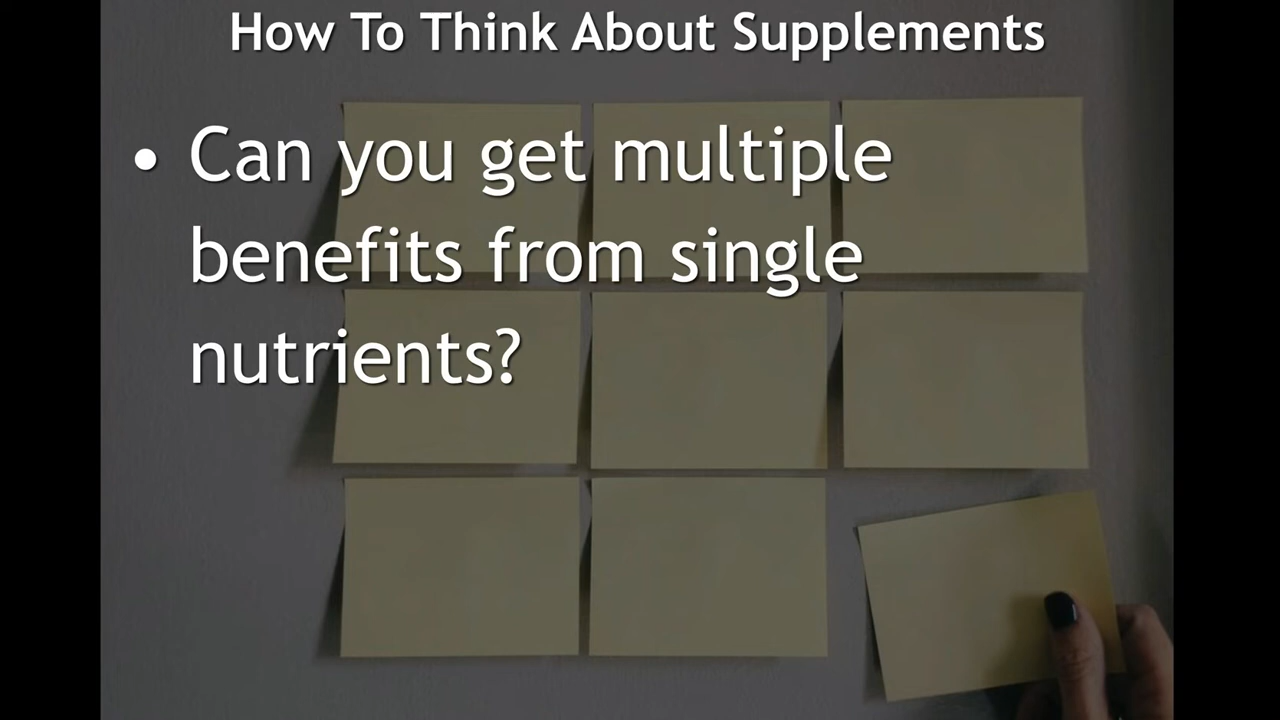 How To Think About Supplements
• Can you get multiple
benefits from single
nutrients?